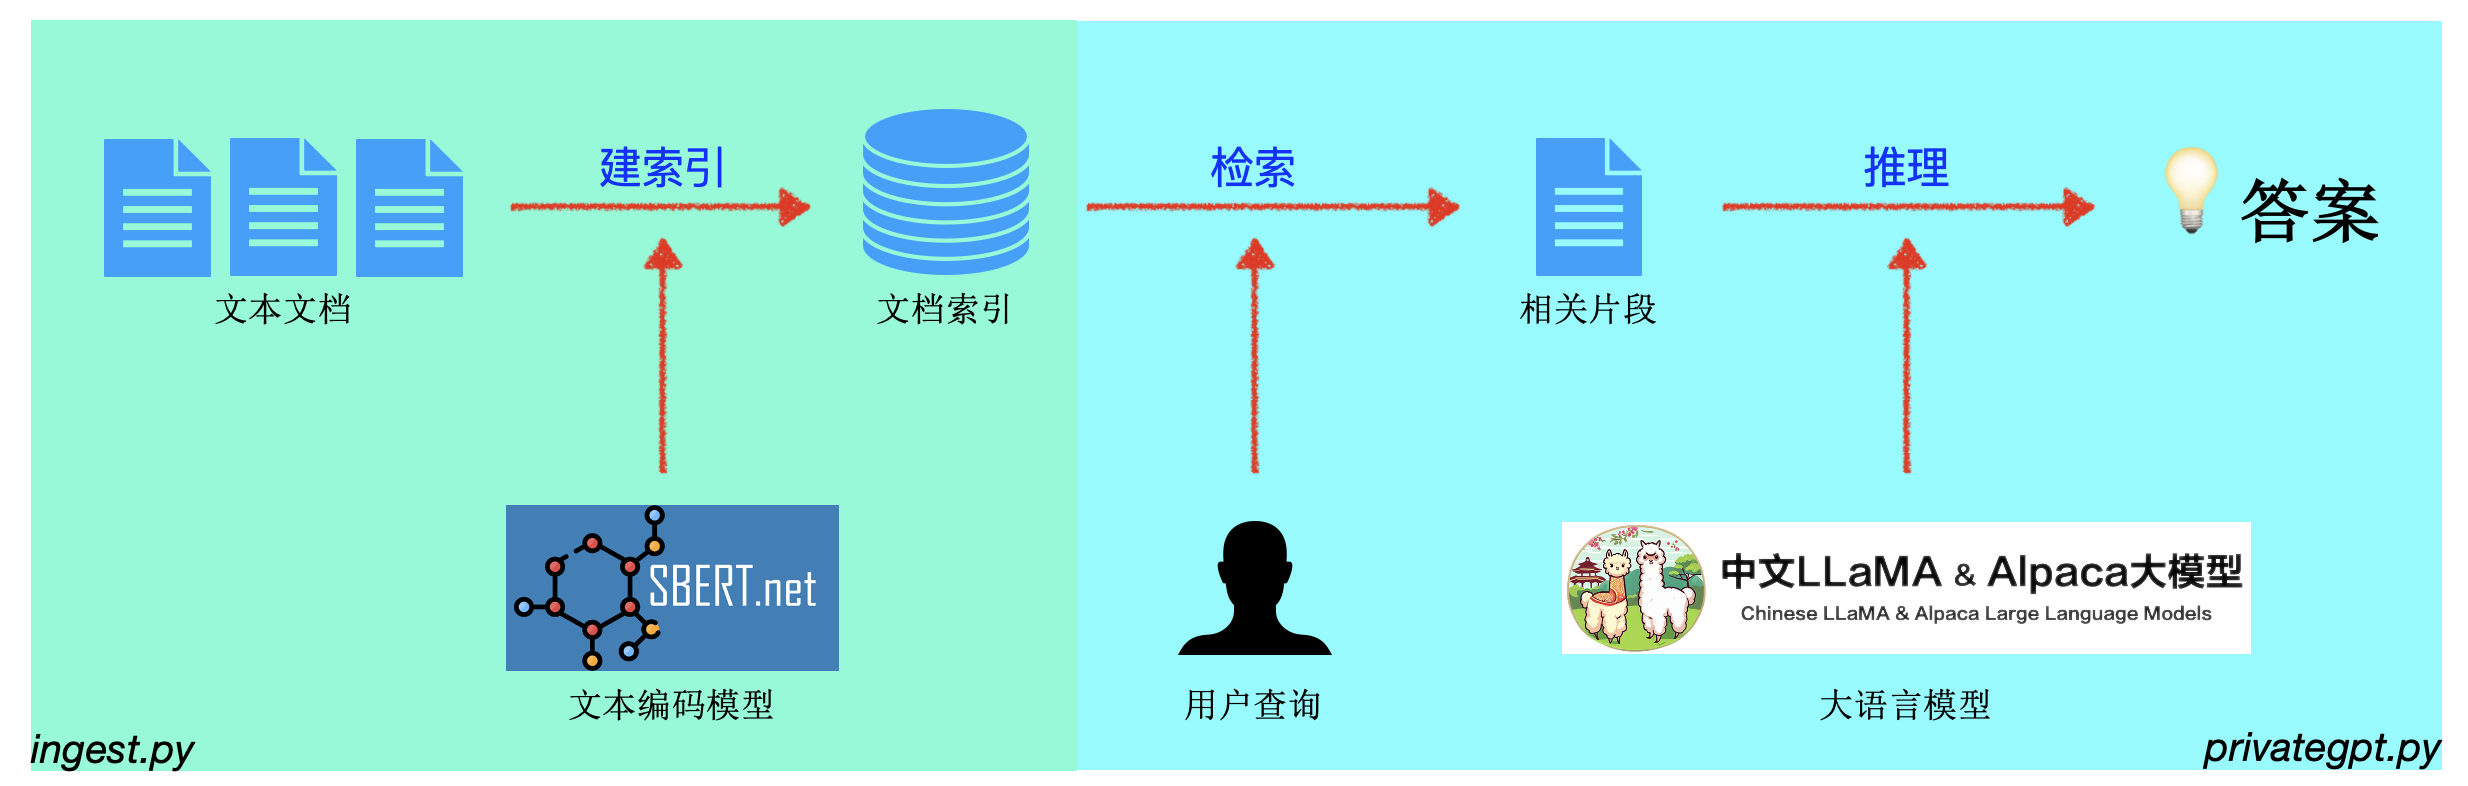 建索引
检索
推理
答案
文本文档
文档索引
相关片段
SBERT.net
中文LLaMA & Alpaca大模型
Chinese LLaMA & Alpaca Large Language Models
文本编码模型
用户查询
大语言模型
ingest.py
privategpt.py